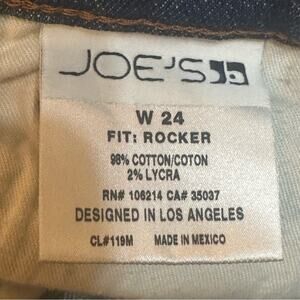 JOE'S
W 24
FIT: ROCKER
98% COTTON/COTON
2% LYCRA
RN# 106214 CA# 35037
DESIGNED IN LOS ANGELES
CL#119M MADE IN MEXICO